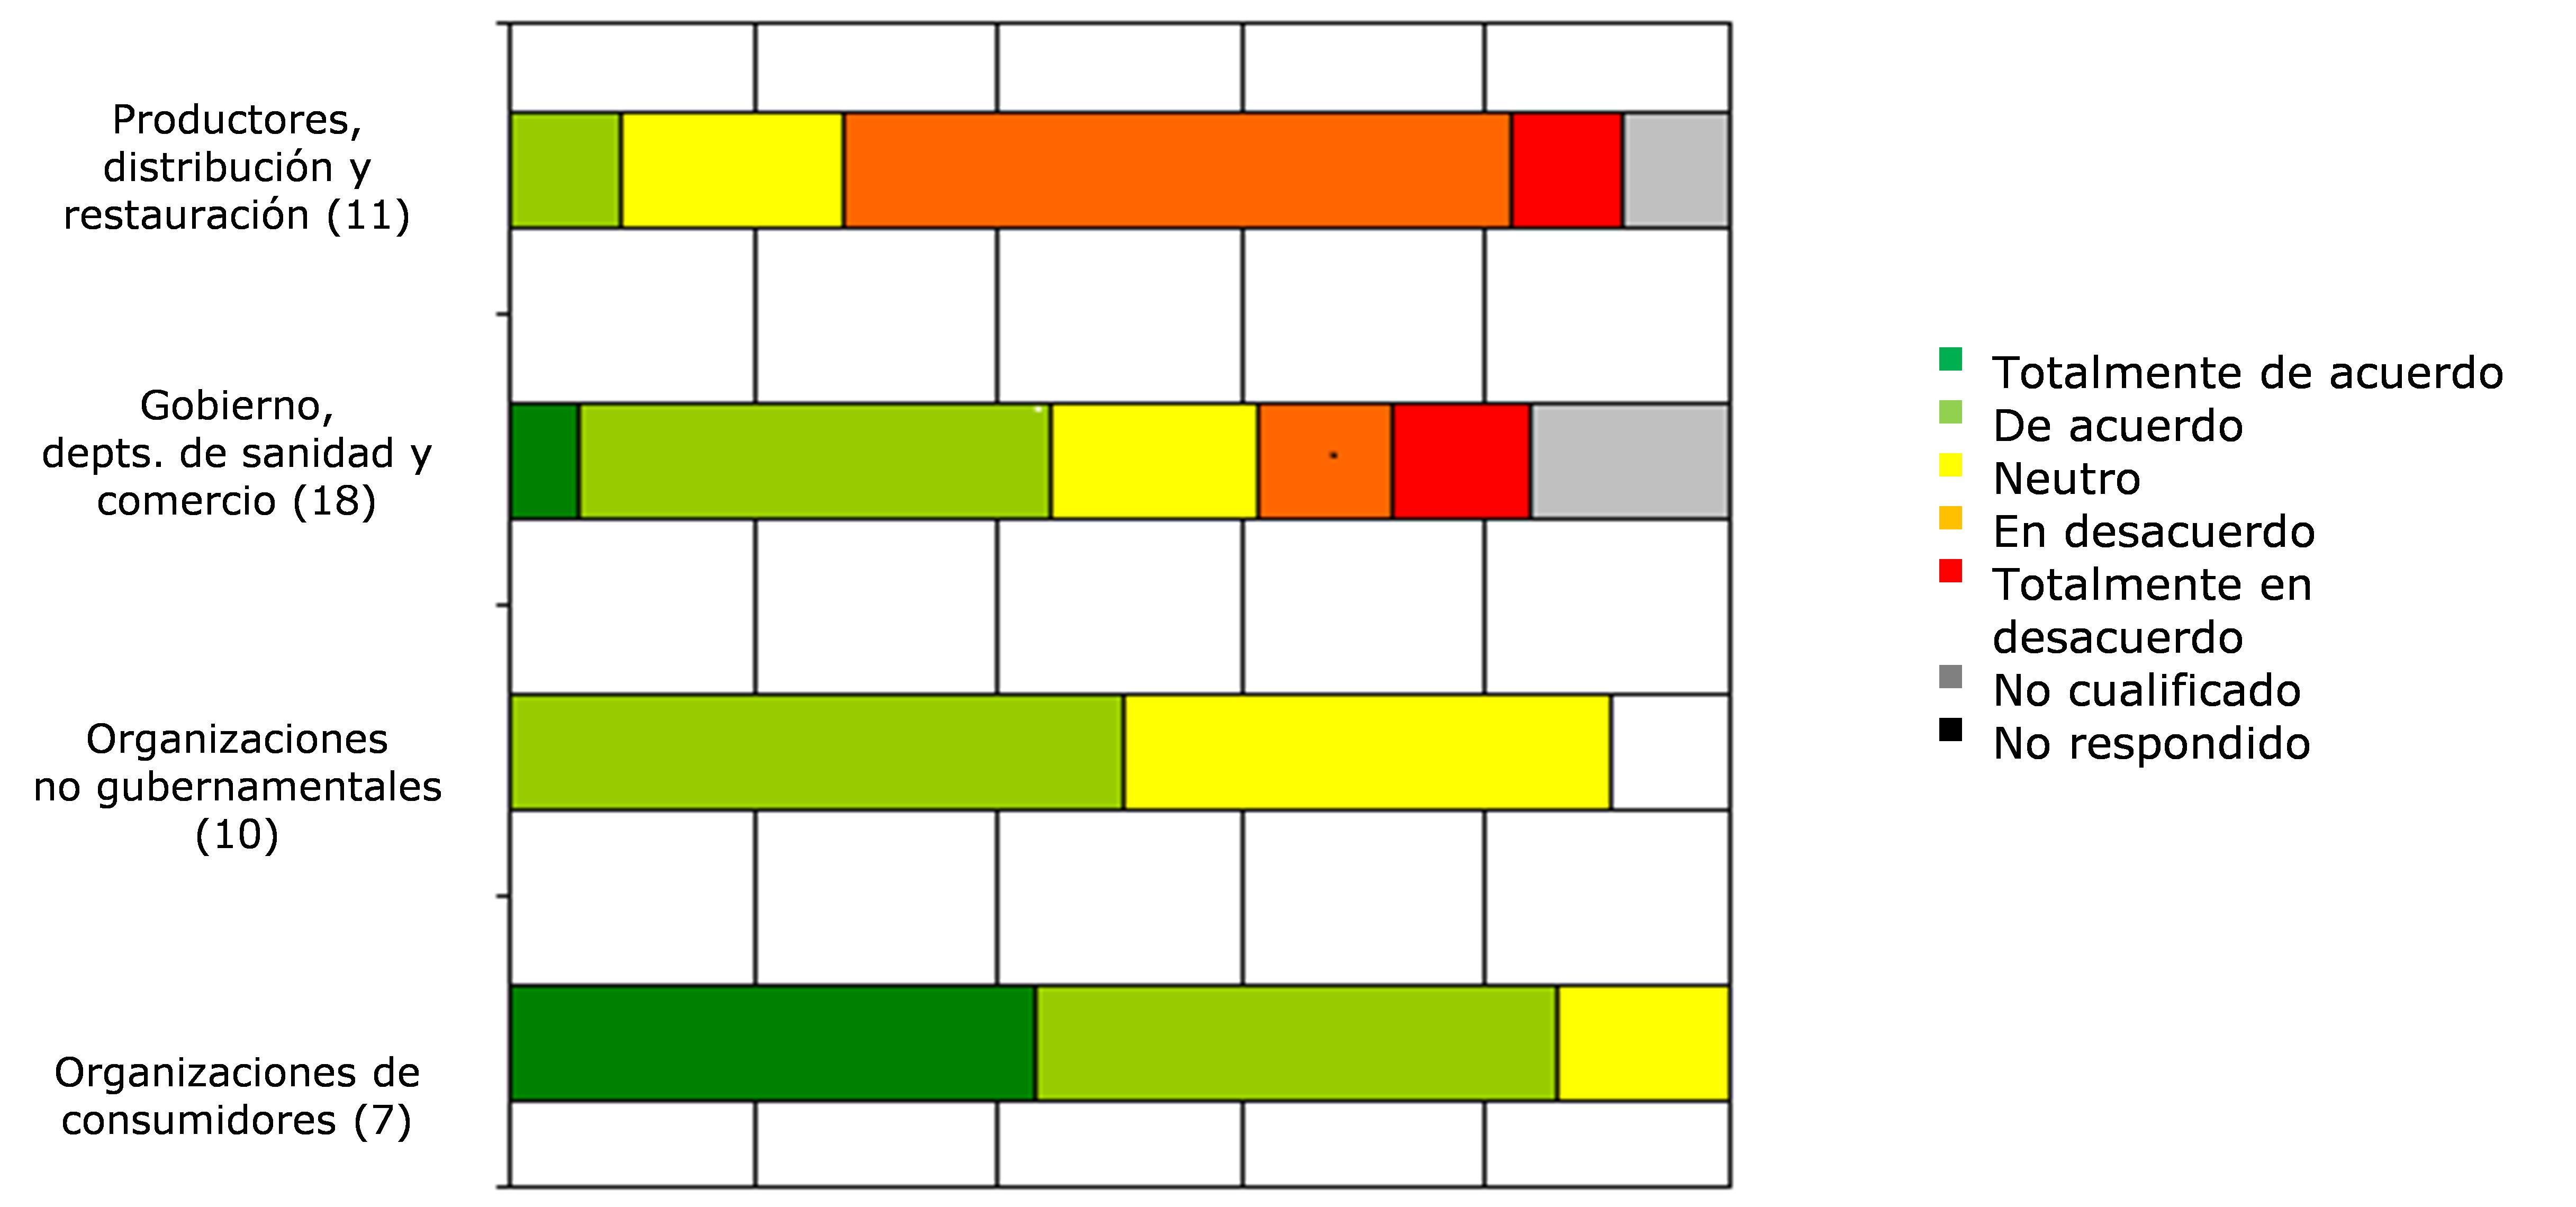 Productores,
distribución y
restauración (11)
Gobierno,
depts. de sanidad y
comercio (18)
Organizaciones
no gubernamentales
(10)
Organizaciones de
consumidores (7)
Totalmente de acuerdo
De acuerdo
Neutro
En desacuerdo
Totalmente en
desacuerdo
No cualificado
No respondido